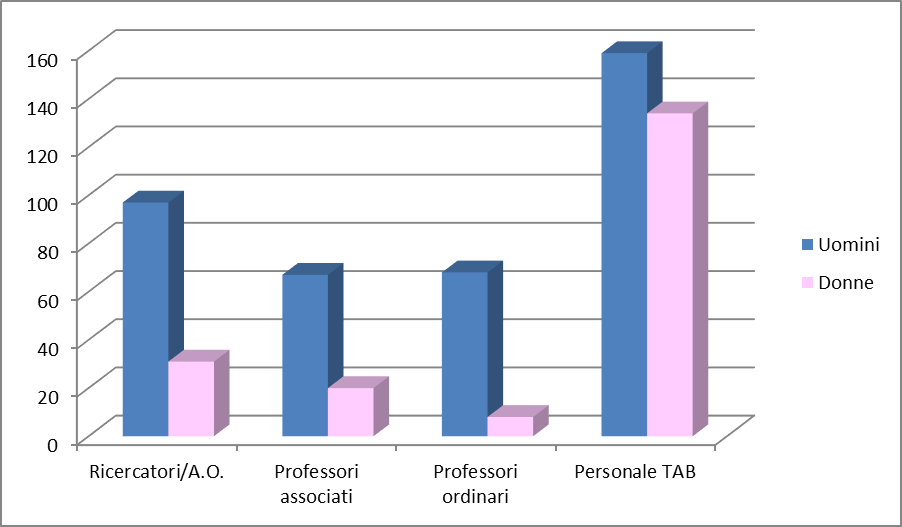 160
140
120
100
80
60
40
20
0
Ricercatori/A.O.
Professori
associati
Professori
ordinari
Personale TAB
Uomini
Donne